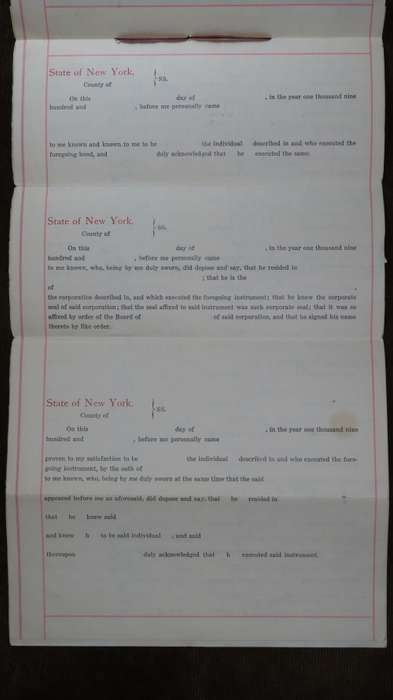 State of New York,
County of } SS.
On this day of , in the year one thousand nine
hundred and , before me personally came
to me known and known to me to be the individual described in and who executed the
foregoing bond, and duly acknowledged that he executed the same.
State of New York,
County of } SS.
On this day of , in the year one thousand nine
hundred and , before me personally came
to me known, who, being by me duly sworn, did depose and say, that he resided in
; that he is the
of .
the corporation described in, and which executed the foregoing instrument; that he knew the corporate
seal of said corporation; that the seal affixed to said instrument was such corporate seal; that it was so
affixed by order of the Board of of said corporation, and that he signed his name
thereto by like order.
State of New York,
County of } SS.
On this day of , in the year one thousand nine
hundred and , before me personally came
proven to my satisfaction to be the individual described in and who executed the fore-
going instrument, by the oath of
to me known, who, being by me duly sworn at the same time that the said
appeared before me as aforesaid, did depose and say, that he resided in
that he knew said
and knew h to be said individual , and said
thereupon duly acknowledged that h executed said instrument.